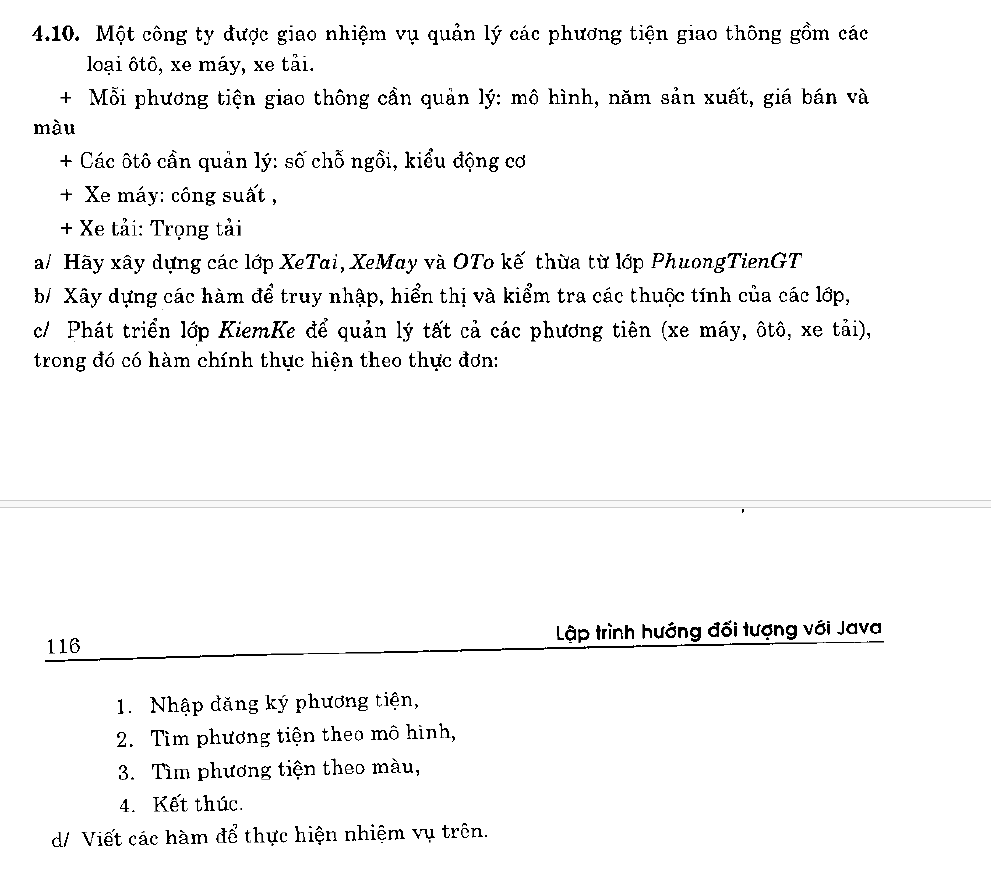 4.10. Một công ty được giao nhiệm vụ quản lý các phương tiện giao thông gồm các
loại ôtô, xe máy, xe tải.
+ Mỗi phương tiện giao thông cần quản lý: mô hình, năm sản xuất, giá bán và
màu
+ Các ôtô cần quản lý: số chỗ ngồi, kiểu động cơ
+ Xe máy: công suất ,
+ Xe tải: Trọng tải
a/ Hãy xây dựng các lớp XeTai, XeMay và OTo kế thừa từ lớp PhuongTienGT
b/ Xây dựng các hàm để truy nhập, hiển thị và kiểm tra các thuộc tính của các lớp,
c/ Phát triển lớp KiemKe để quản lý tất cả các phương tiên (xe máy, ôtô, xe tải),
trong đó có hàm chính thực hiện theo thực đơn:
116
Lập trình hướng đối tượng với Java
1. Nhập đăng ký phương tiện,
2. Tìm phương tiện theo mô hình,
3. Tìm phương tiện theo màu,
4. Kết thúc.
d/ Viết các hàm để thực hiện nhiệm vụ trên.